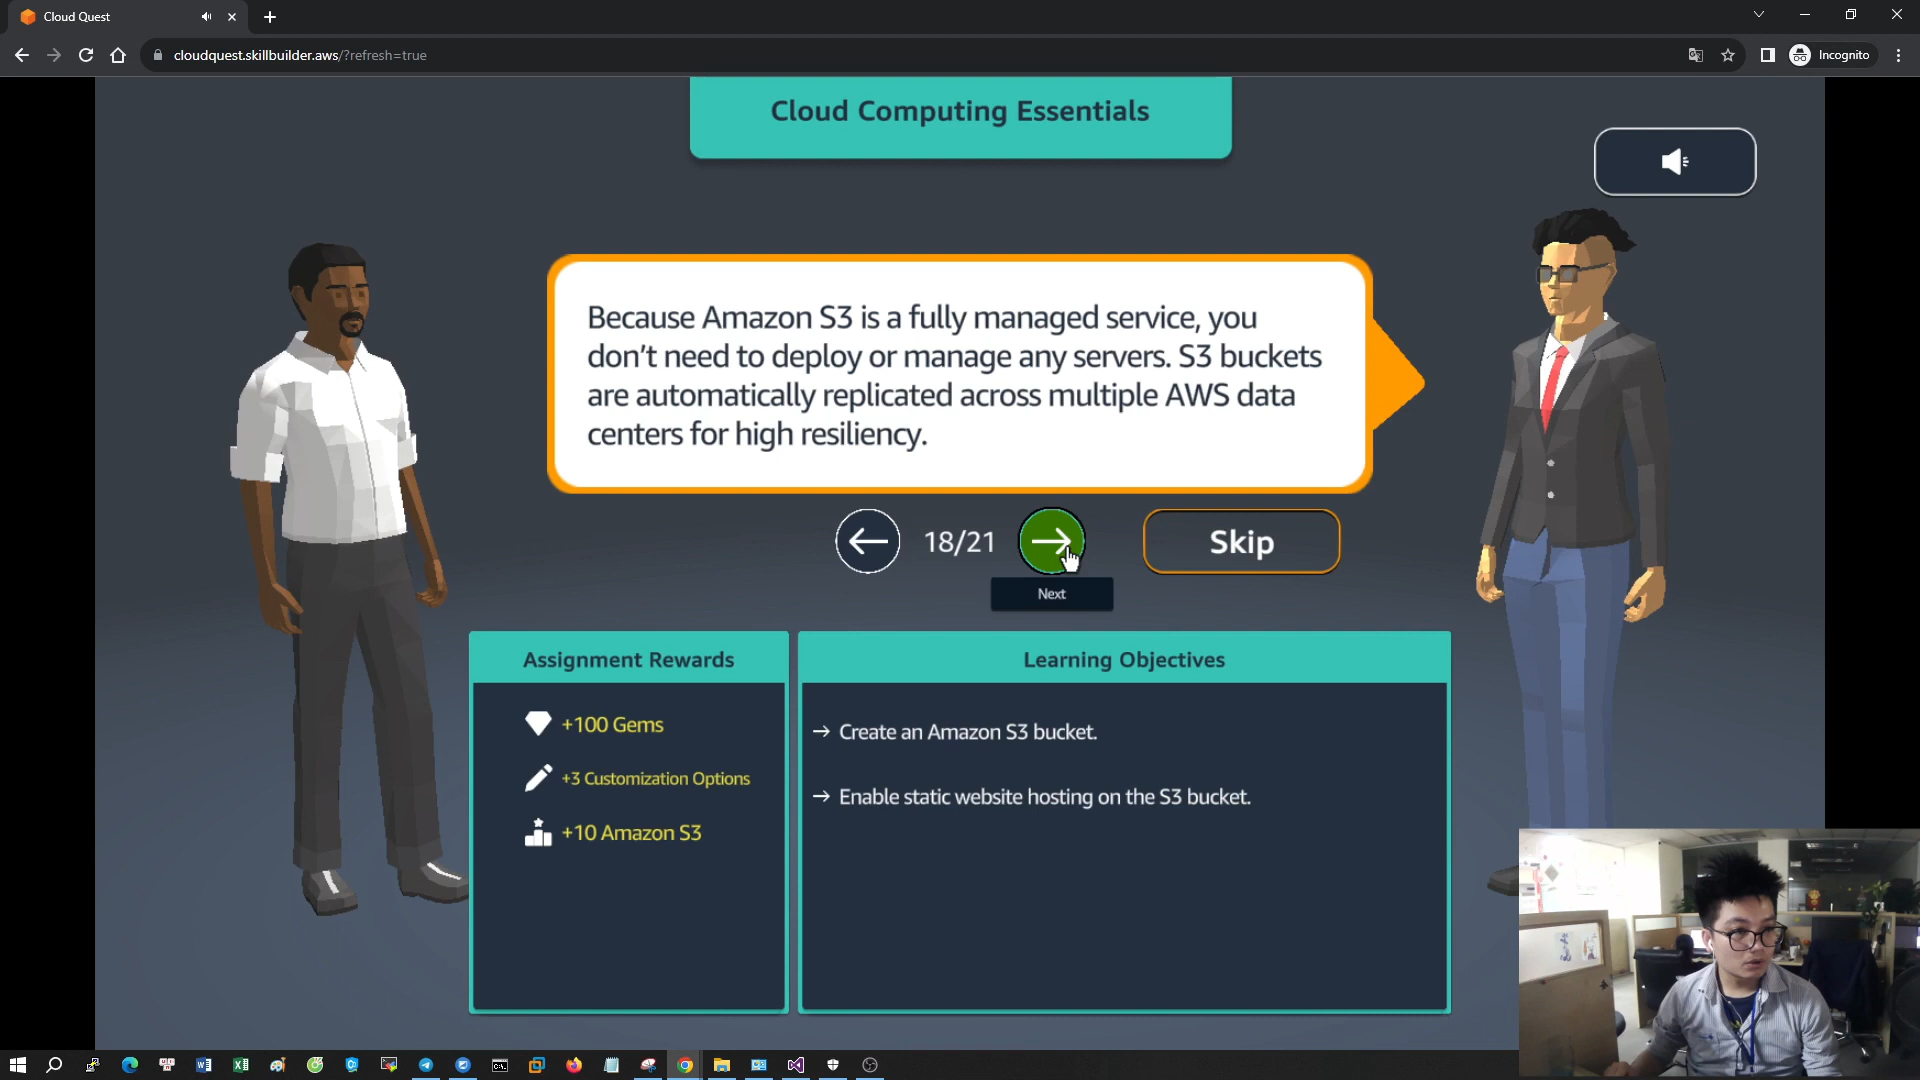 Cloud Quest
cloudquest.skillbuilder.aws/?refresh=true
Incognito
Cloud Computing Essentials
Because Amazon S3 is a fully managed service, you
don't need to deploy or manage any servers. S3 buckets
are automatically replicated across multiple AWS data
centers for high resiliency.
18/21
Skip
Next
Assignment Rewards
+100 Gems
+3 Customization Options
+10 Amazon S3
Learning Objectives
→ Create an Amazon S3 bucket.
→ Enable static website hosting on the S3 bucket.